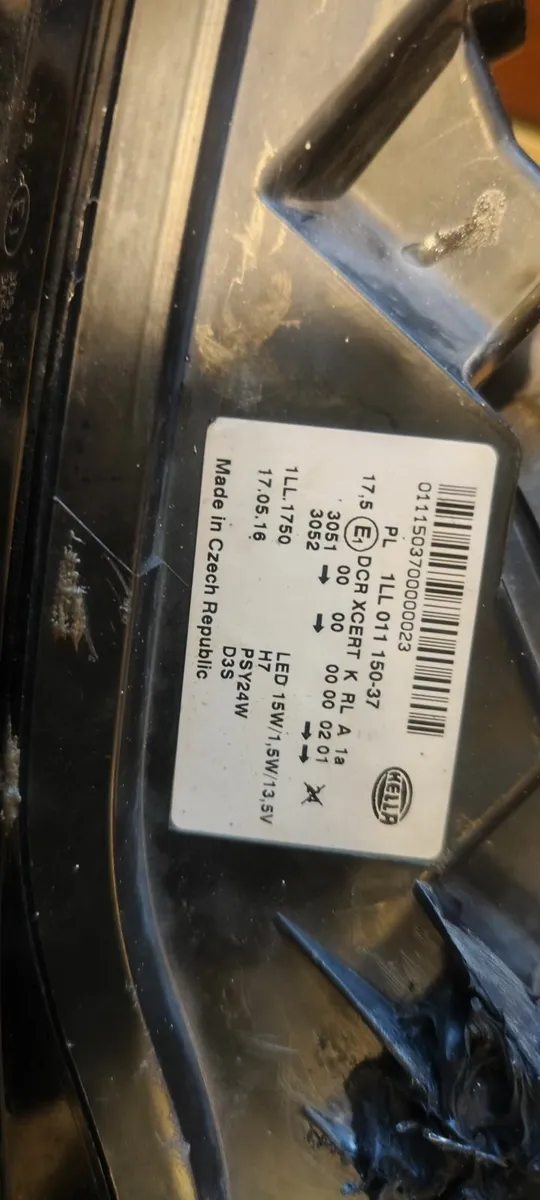 01115037000000023
HELLA
PL 1LL 011 150-37
17,5 E1 DCR XCERT K RL A 1a
3051 00 00 00 00 02 01
3052 → → → →
1LL.1750 LED 15W/1,5W/13,5V
17.05.16 H7
PSY24W
D3S
Made in Czech Republic